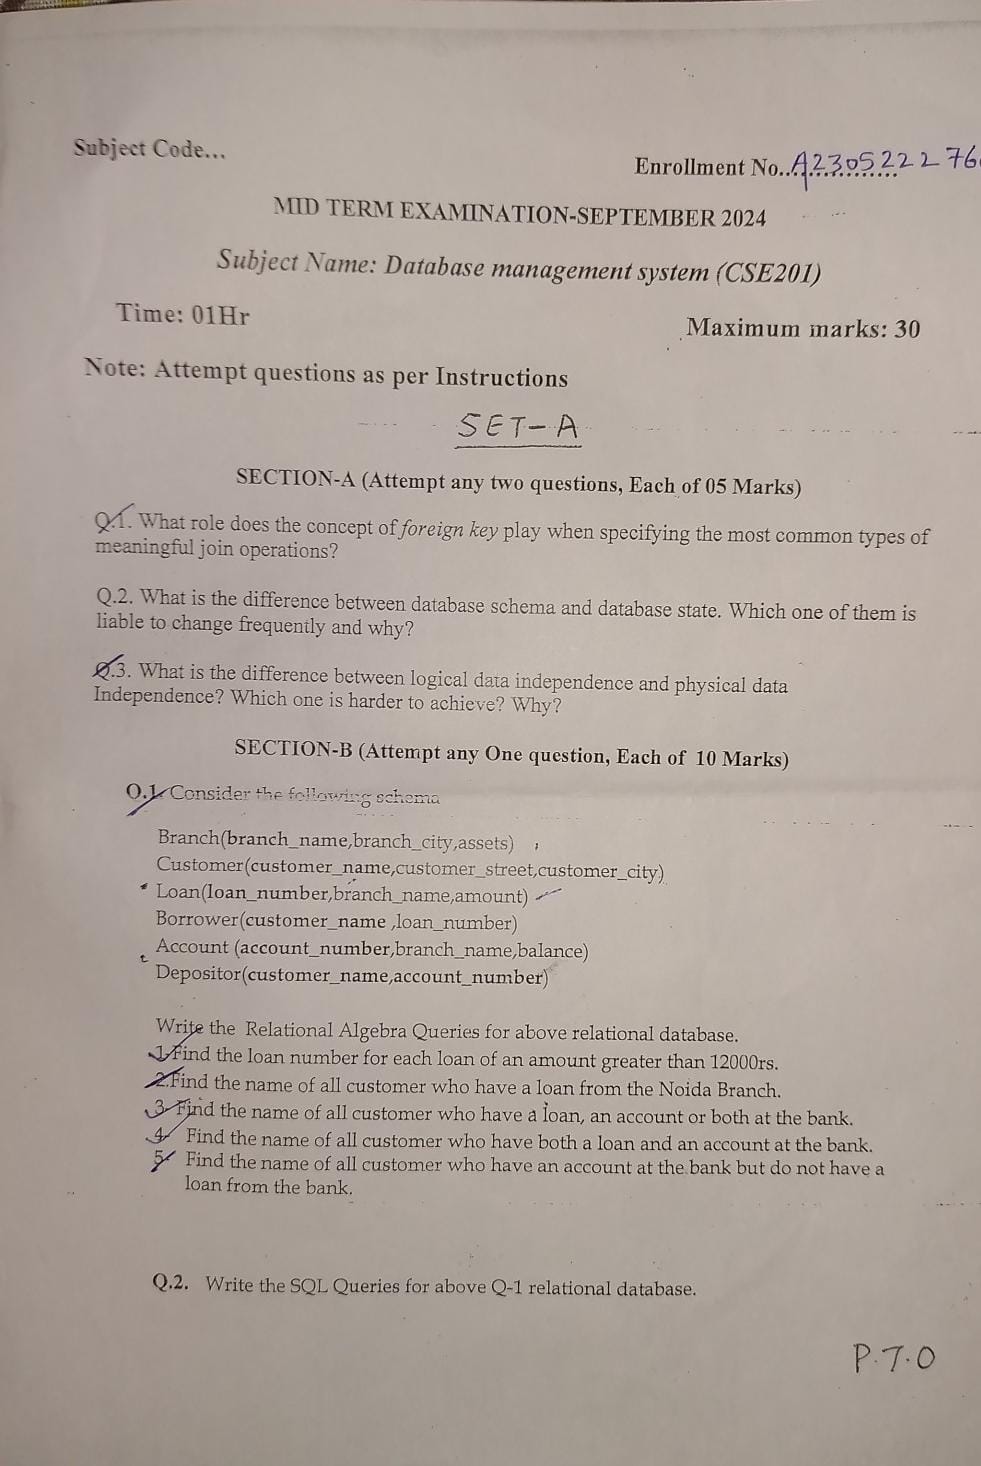 Subject Code...
Enrollment No..A230522276
MID TERM EXAMINATION-SEPTEMBER 2024
Subject Name: Database management system (CSE201)
Time: 01Hr
Maximum marks: 30
Note: Attempt questions as per Instructions
SET-A
SECTION-A (Attempt any two questions, Each of 05 Marks)
Q.1. What role does the concept of foreign key play when specifying the most common types of
meaningful join operations?
Q.2. What is the difference between database schema and database state. Which one of them is
liable to change frequently and why?
Q.3. What is the difference between logical data independence and physical data
Independence? Which one is harder to achieve? Why?
SECTION-B (Attempt any One question, Each of 10 Marks)
Q.1. Consider the following schema
Branch(branch_name,branch_city,assets)
Customer(customer_name,customer_street,customer_city)
Loan(loan_number,branch_name,amount)
Borrower(customer_name ,loan_number)
Account (account_number,branch_name,balance)
Depositor(customer_name,account_number)
Write the Relational Algebra Queries for above relational database.
1.Find the loan number for each loan of an amount greater than 12000rs.
2.Find the name of all customer who have a loan from the Noida Branch.
3. Find the name of all customer who have a loan, an account or both at the bank.
4. Find the name of all customer who have both a loan and an account at the bank.
5. Find the name of all customer who have an account at the bank but do not have a
loan from the bank.
Q.2. Write the SQL Queries for above Q-1 relational database.
P.T.O